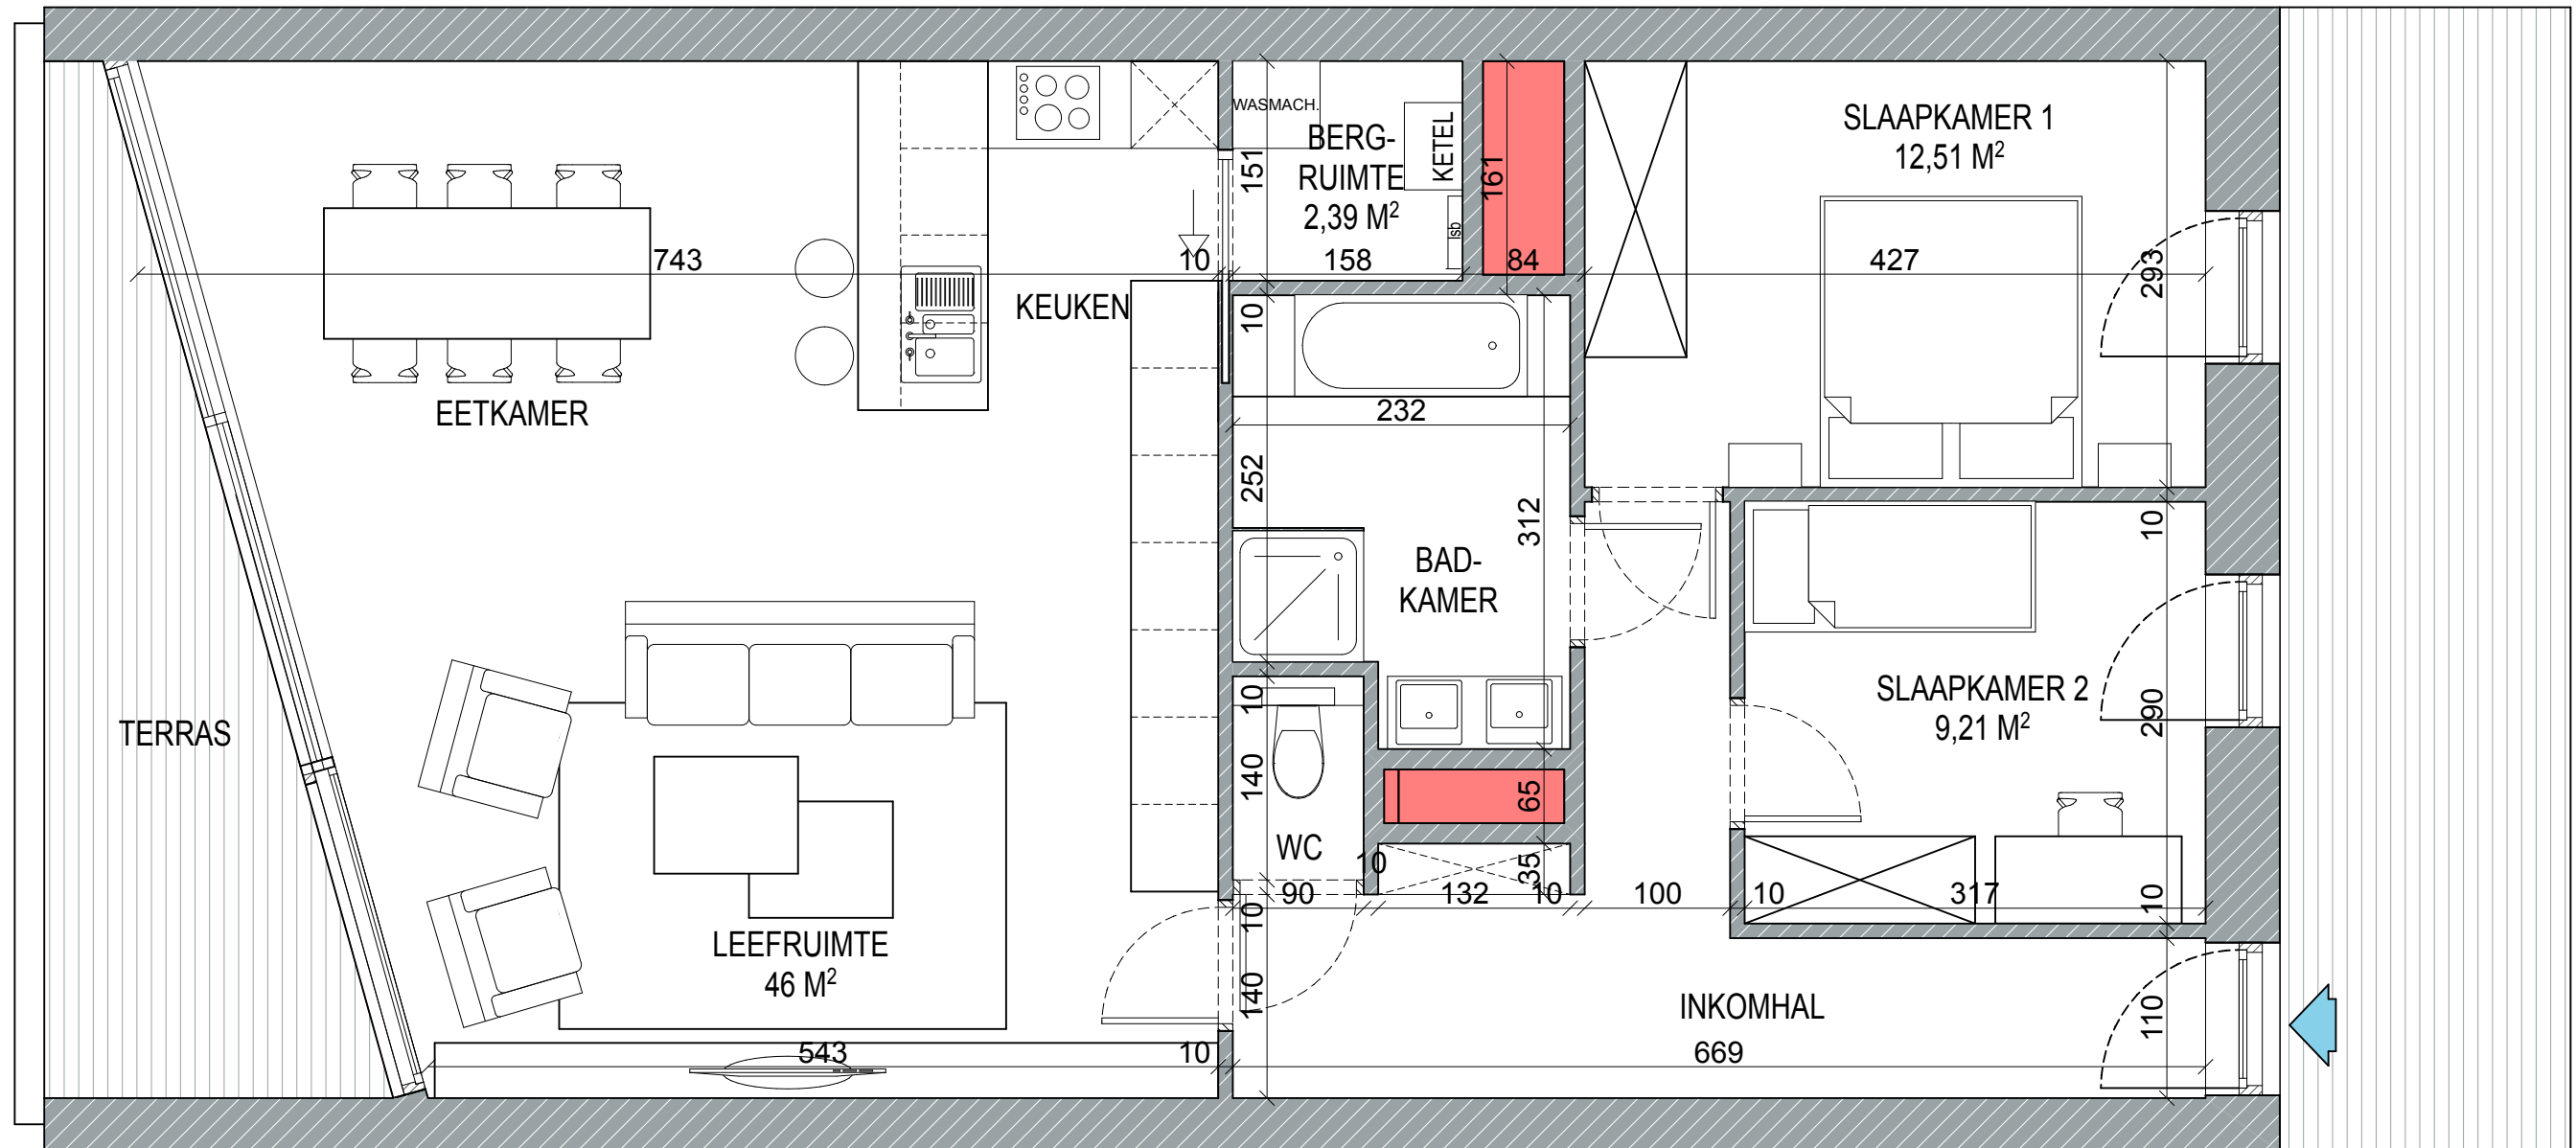 WASMACH.
BERG-
RUIMTE
2,39 M²
KETEL
SLAAPKAMER 1
12,51 M²
151
161
lsb
743
10
158
84
427
293
KEUKEN
10
EETKAMER
232
252
312
10
BAD-
KAMER
SLAAPKAMER 2
9,21 M²
290
TERRAS
10
140
65
WC
10
35
90
132
10
100
10
317
10
10
LEEFRUIMTE
46 M²
140
INKOMHAL
110
543
10
669